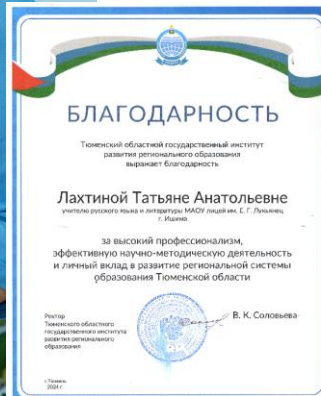 БЛАГОДАРНОСТЬ
Тюменский областной государственный институт
развития регионального образования
выражает благодарность
Лахтиной Татьяне Анатольевне
учителю русского языка и литературы МАОУ лицей им. Е. Г. Лукьянец
г. Ишима
за высокий профессионализм,
эффективную научно-методическую деятельность
и личный вклад в развитие региональной системы
образования Тюменской области
Ректор
Тюменского областного
государственного института
развития регионального
образования
В. К. Соловьева
г. Тюмень
2024 г.